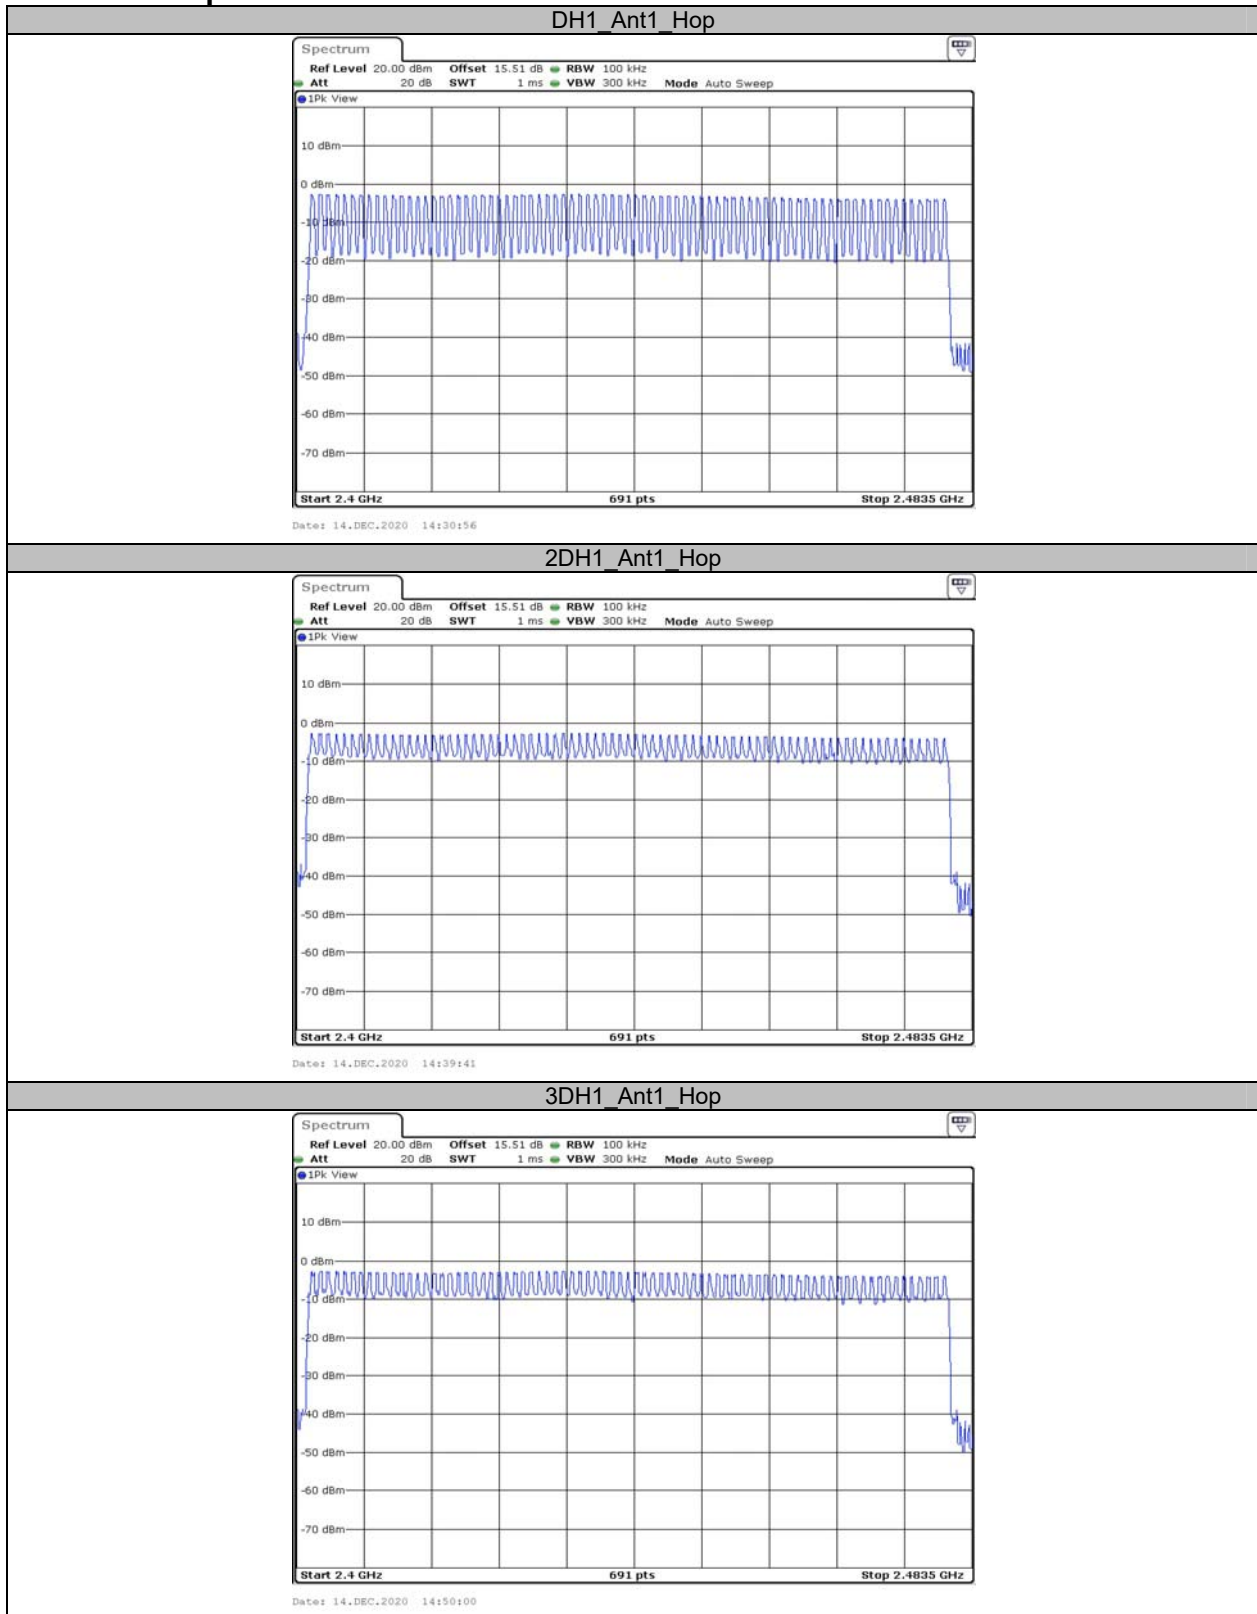 DH1_Ant1_Hop
Spectrum
Ref Level 20.00 dBm Offset 15.51 dB RBW 100 kHz
Att 20 dB SWT 1 ms VBW 300 kHz Mode Auto Sweep
1Pk View
10 dBm
0 dBm
-10 dBm
-20 dBm
-30 dBm
-40 dBm
-50 dBm
-60 dBm
-70 dBm
Start 2.4 GHz 691 pts Stop 2.4835 GHz
Date: 14.DEC.2020 14:30:56
2DH1_Ant1_Hop
Spectrum
Ref Level 20.00 dBm Offset 15.51 dB RBW 100 kHz
Att 20 dB SWT 1 ms VBW 300 kHz Mode Auto Sweep
1Pk View
10 dBm
0 dBm
-10 dBm
-20 dBm
-30 dBm
-40 dBm
-50 dBm
-60 dBm
-70 dBm
Start 2.4 GHz 691 pts Stop 2.4835 GHz
Date: 14.DEC.2020 14:39:41
3DH1_Ant1_Hop
Spectrum
Ref Level 20.00 dBm Offset 15.51 dB RBW 100 kHz
Att 20 dB SWT 1 ms VBW 300 kHz Mode Auto Sweep
1Pk View
10 dBm
0 dBm
-10 dBm
-20 dBm
-30 dBm
-40 dBm
-50 dBm
-60 dBm
-70 dBm
Start 2.4 GHz 691 pts Stop 2.4835 GHz
Date: 14.DEC.2020 14:50:00